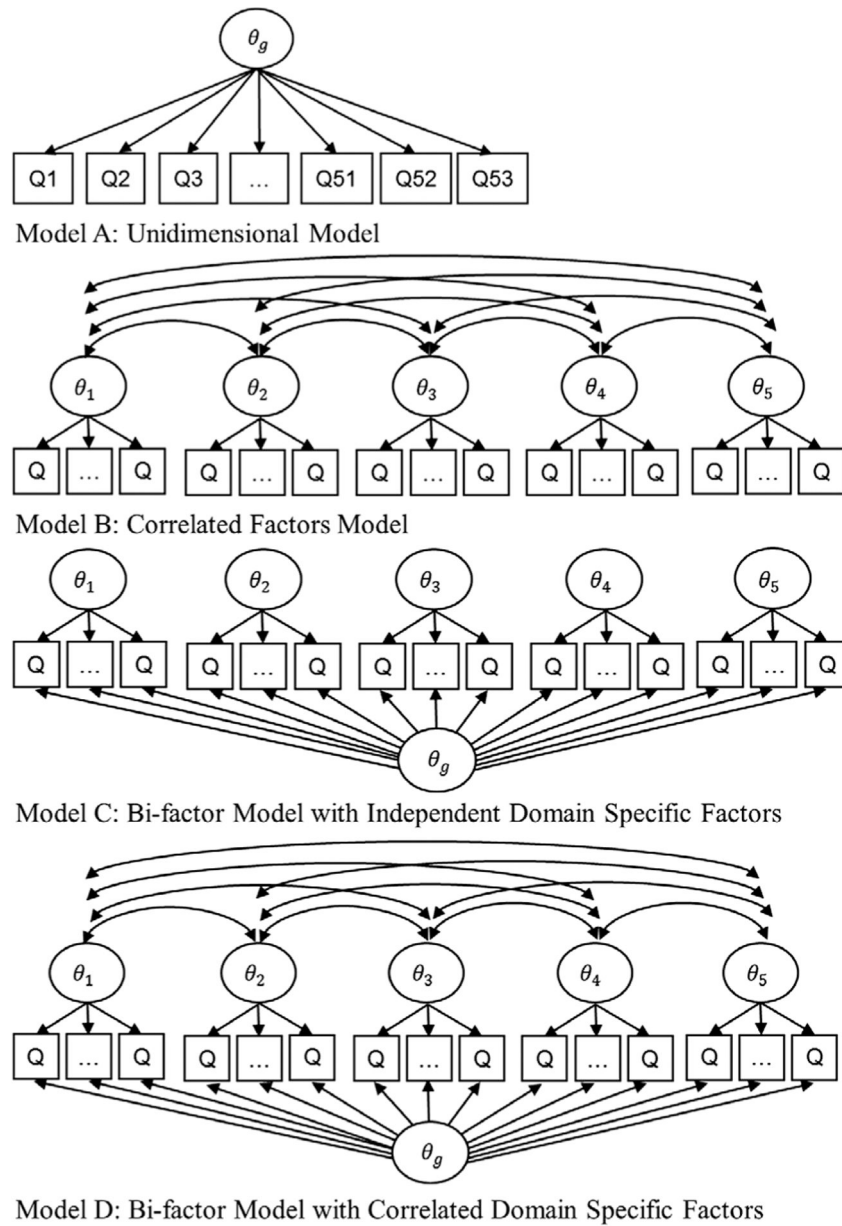 θg
Q1 Q2 Q3 ... Q51 Q52 Q53
Model A: Unidimensional Model
θ1 θ2 θ3 θ4 θ5
Q ... Q Q ... Q Q ... Q Q ... Q Q ... Q
Model B: Correlated Factors Model
θ1 θ2 θ3 θ4 θ5
Q ... Q Q ... Q Q ... Q Q ... Q Q ... Q
θg
Model C: Bi-factor Model with Independent Domain Specific Factors
θ1 θ2 θ3 θ4 θ5
Q ... Q Q ... Q Q ... Q Q ... Q Q ... Q
θg
Model D: Bi-factor Model with Correlated Domain Specific Factors